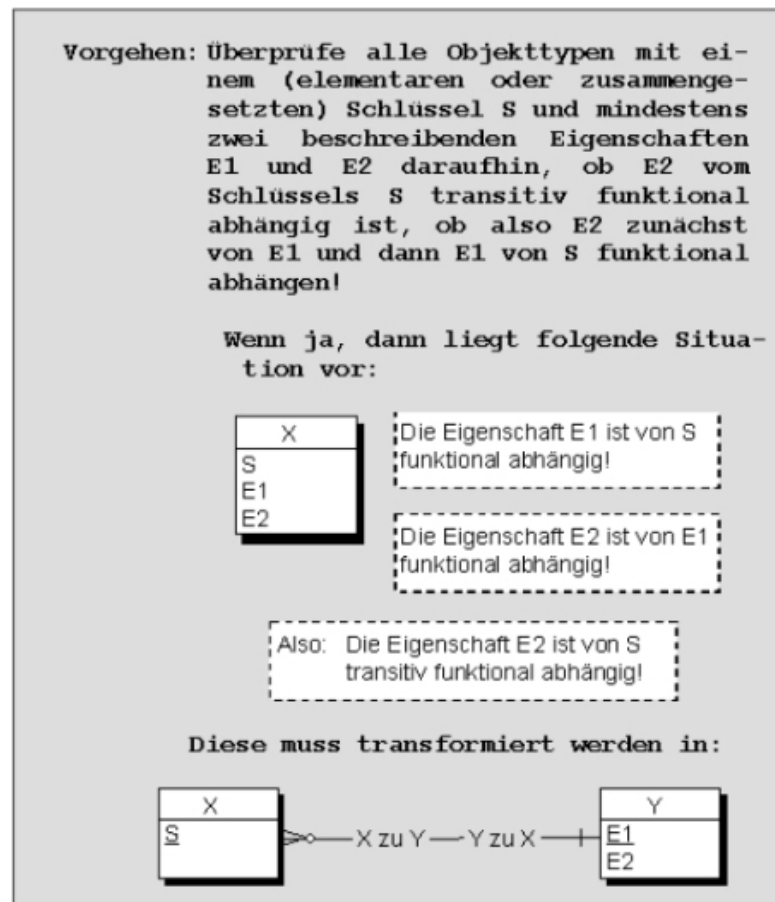 Vorgehen: Überprüfe alle Objekttypen mit ei-
nem (elementaren oder zusammenge-
setzten) Schlüssel S und mindestens
zwei beschreibenden Eigenschaften
E1 und E2 daraufhin, ob E2 vom
Schlüssels S transitiv funktional
abhängig ist, ob also E2 zunächst
von E1 und dann E1 von S funktional
abhängen!
Wenn ja, dann liegt folgende Situa-
tion vor:
X
S
E1
E2
Die Eigenschaft E1 ist von S
funktional abhängig!
Die Eigenschaft E2 ist von E1
funktional abhängig!
Also: Die Eigenschaft E2 ist von S
transitiv funktional abhängig!
Diese muss transformiert werden in:
X
S
X zu Y
Y zu X
Y
E1
E2